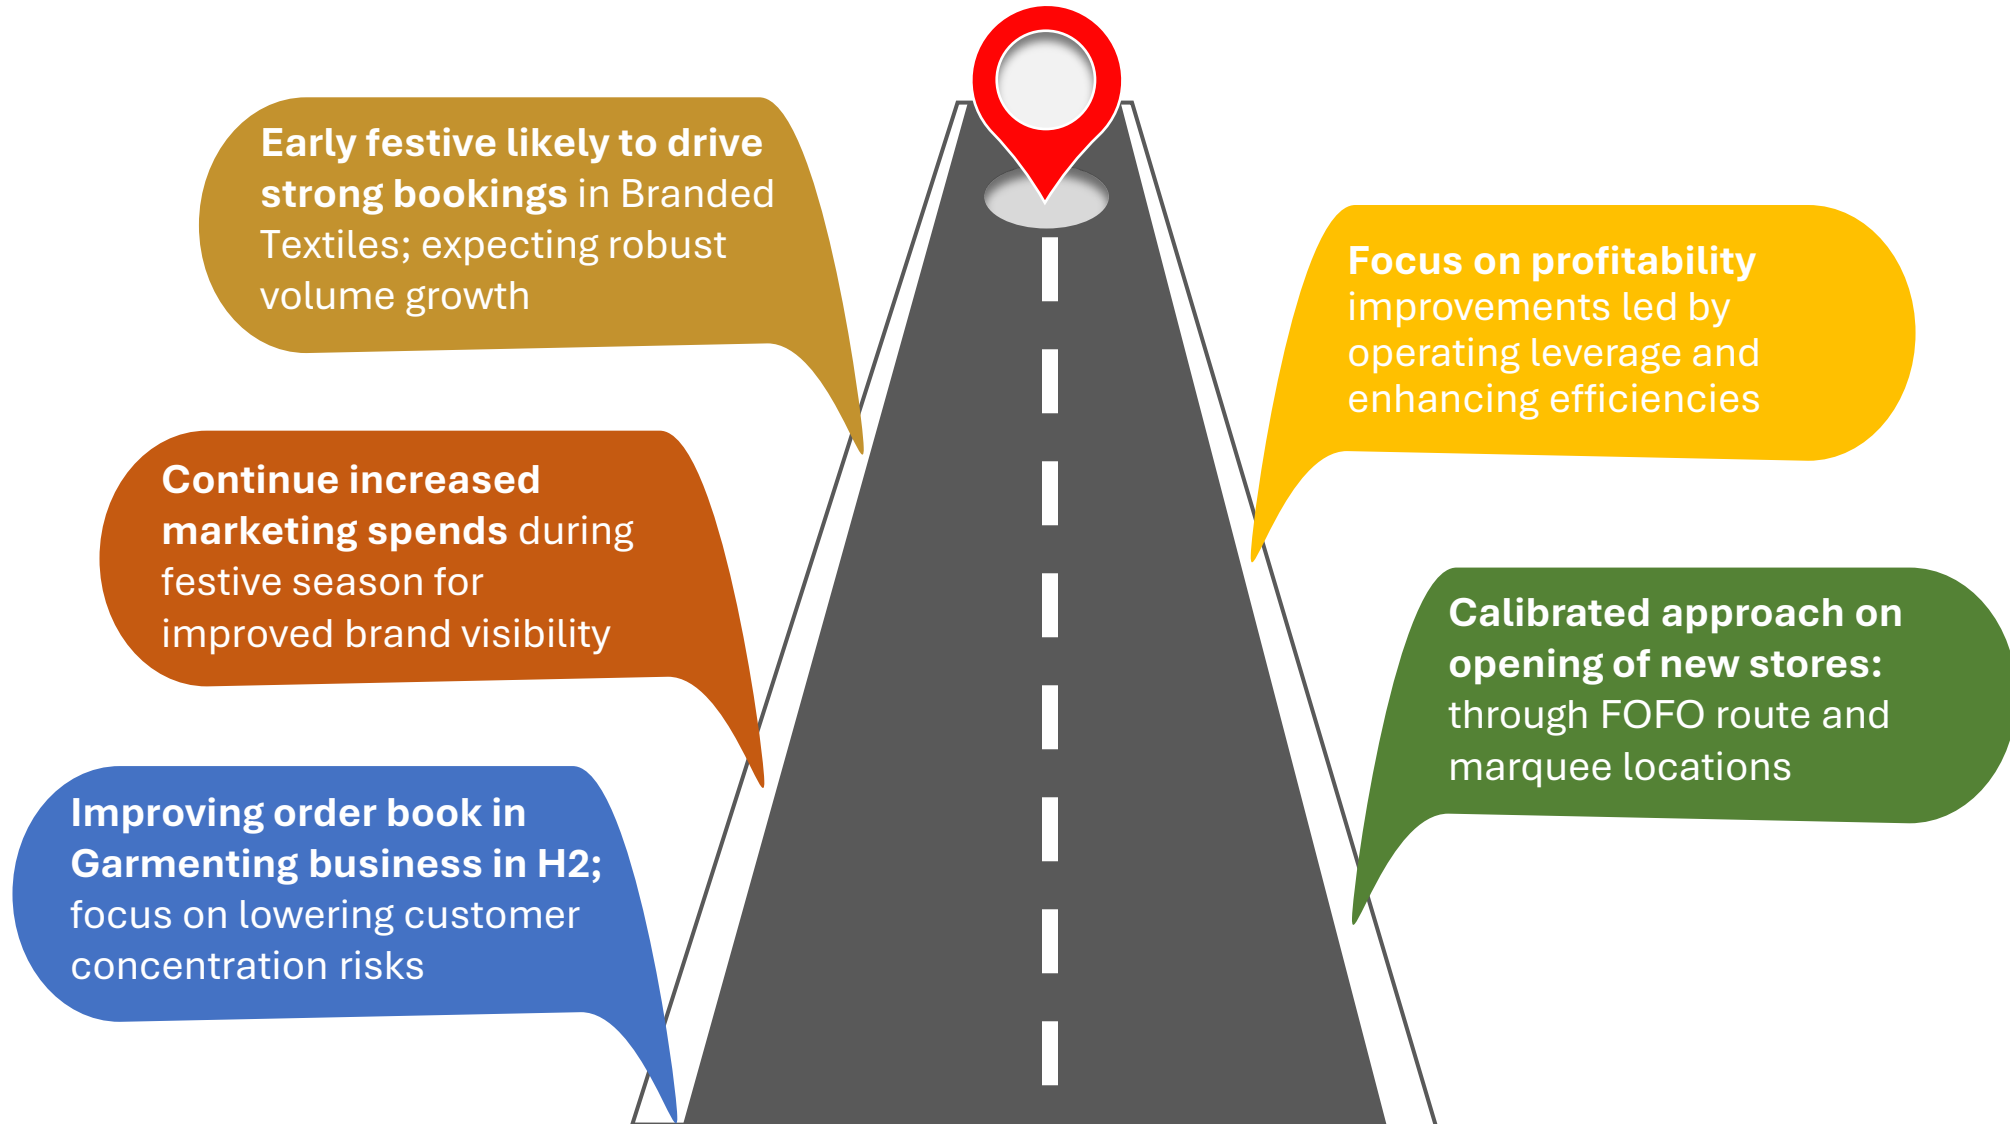 Early festive likely to drive
strong bookings in Branded
Textiles; expecting robust
volume growth
Continue increased
marketing spends during
festive season for
improved brand visibility
Improving order book in
Garmenting business in H2;
focus on lowering customer
concentration risks
Focus on profitability
improvements led by
operating leverage and
enhancing efficiencies
Calibrated approach on
opening of new stores:
through FOFO route and
marquee locations